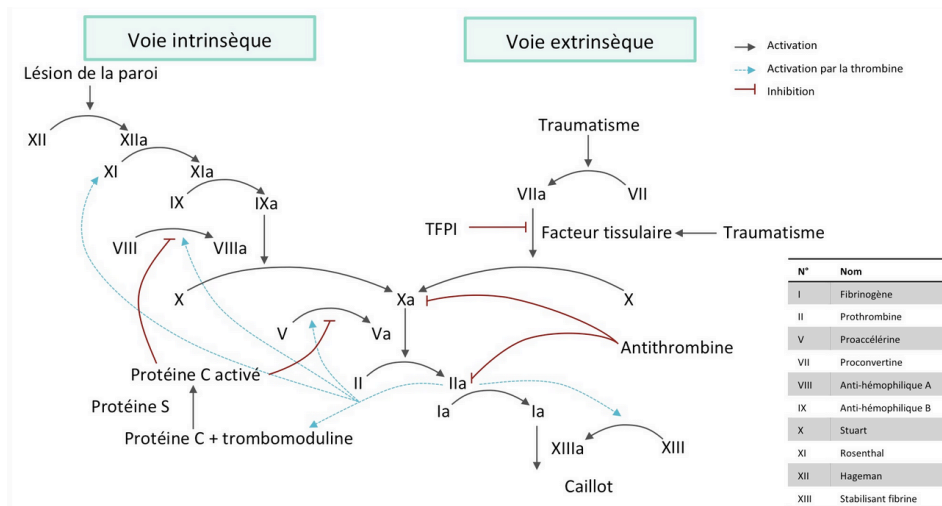 Voie intrinsèque
Voie extrinsèque
Activation
Activation par la thrombine
Inhibition
Lésion de la paroi
XII
XIIa
XI
XIa
IX
IXa
VIII
VIIIa
X
Xa
X
V
Va
Traumatisme
VIIa
VII
TFPI
Facteur tissulaire
Traumatisme
Antithrombine
Protéine C activé
Protéine S
Protéine C + trombomoduline
II
IIa
Ia
Ia
XIIIa
XIII
Caillot
N° Nom
I Fibrinogène
II Prothrombine
V Proaccélérine
VII Proconvertine
VIII Anti-hémophilique A
IX Anti-hémophilique B
X Stuart
XI Rosenthal
XII Hageman
XIII Stabilisant fibrine